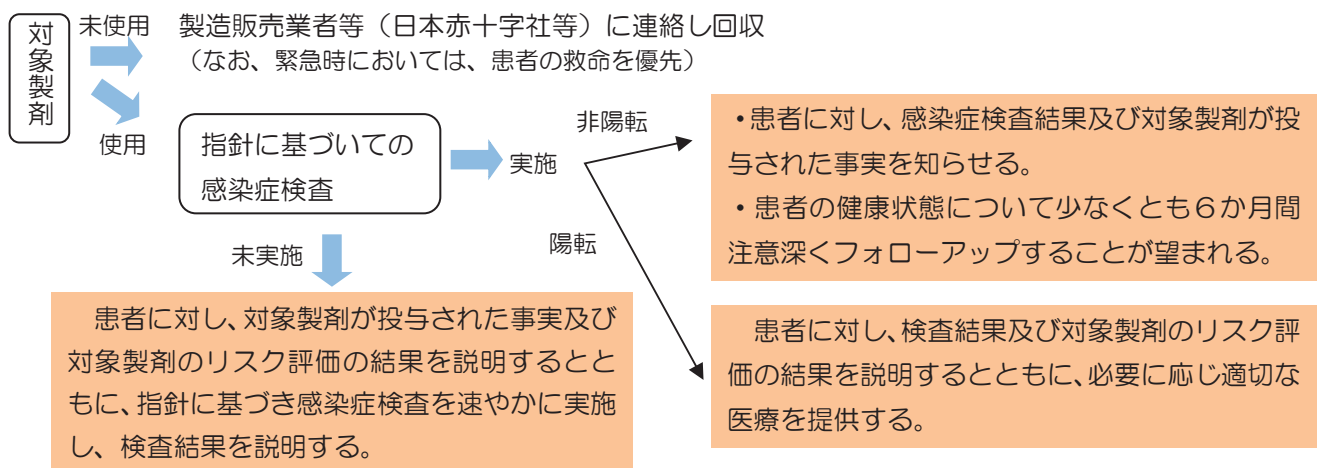 対象製剤
未使用
製造販売業者等（日本赤十字社等）に連絡し回収
（なお、緊急時においては、患者の救命を優先）
使用
指針に基づいての
感染症検査
実施
非陽転
・患者に対し、感染症検査結果及び対象製剤が投
与された事実を知らせる。
・患者の健康状態について少なくとも６か月間
注意深くフォローアップすることが望まれる。
陽転
患者に対し、検査結果及び対象製剤のリスク評
価の結果を説明するとともに、必要に応じ適切な
医療を提供する。
未実施
患者に対し、対象製剤が投与された事実及び
対象製剤のリスク評価の結果を説明するとと
もに、指針に基づき感染症検査を速やかに実施
し、検査結果を説明する。